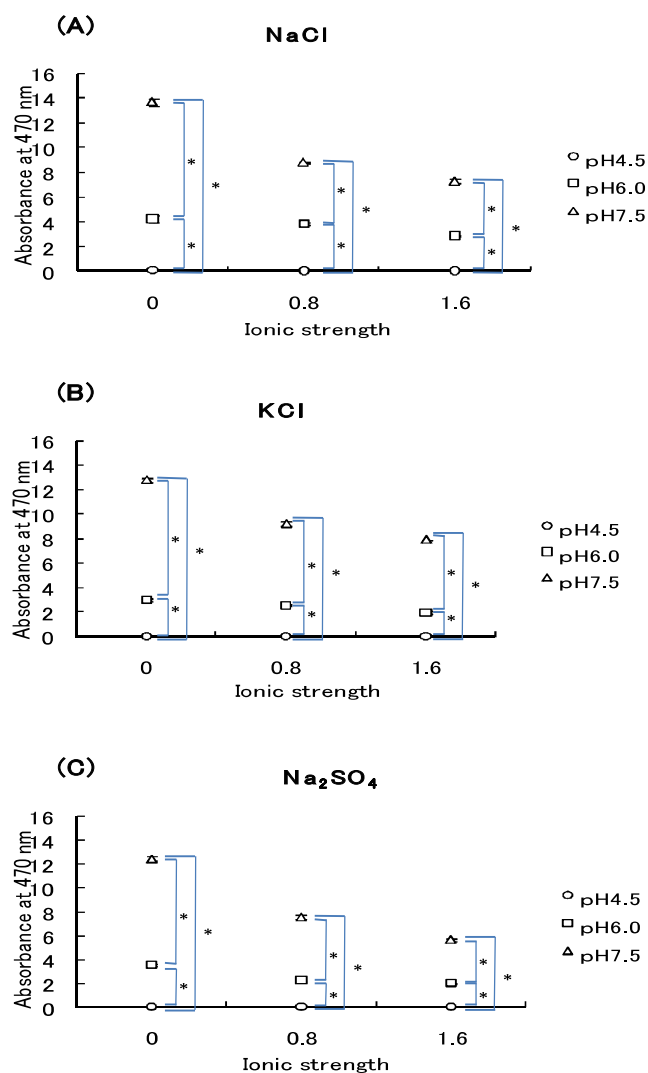 (A)
NaCl
Absorbance at 470 nm
16
14
12
10
8
6
4
2
0
* * *
* * *
* * *
0 0.8 1.6
Ionic strength
pH4.5
pH6.0
pH7.5
(B)
KCl
Absorbance at 470 nm
16
14
12
10
8
6
4
2
0
* * *
* * *
* * *
0 0.8 1.6
Ionic strength
pH4.5
pH6.0
pH7.5
(C)
Na₂SO₄
Absorbance at 470 nm
16
14
12
10
8
6
4
2
0
* * *
* * *
* * *
0 0.8 1.6
Ionic strength
pH4.5
pH6.0
pH7.5